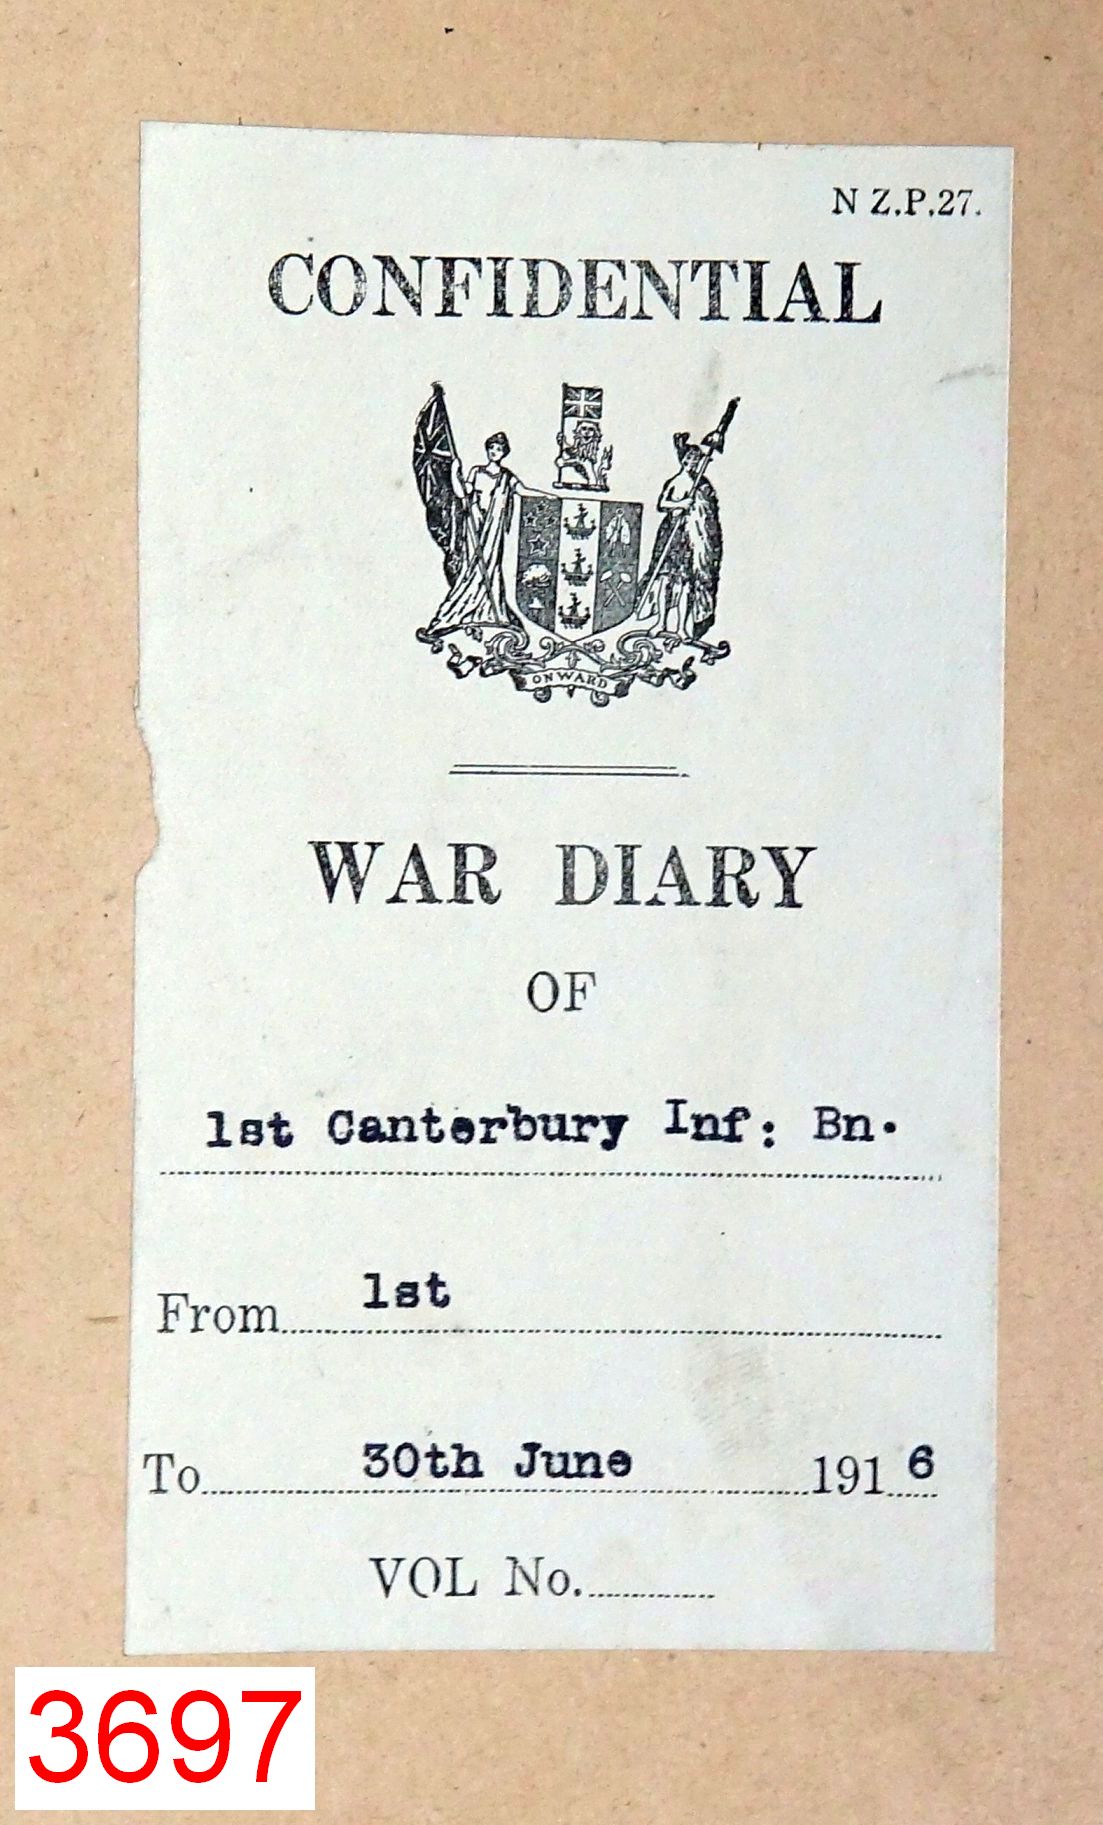 N Z.P.27.
CONFIDENTIAL
ONWARD
WAR DIARY
OF
1st Canterbury Inf: Bn.
From 1st
To 30th June 1916
VOL No.
3697